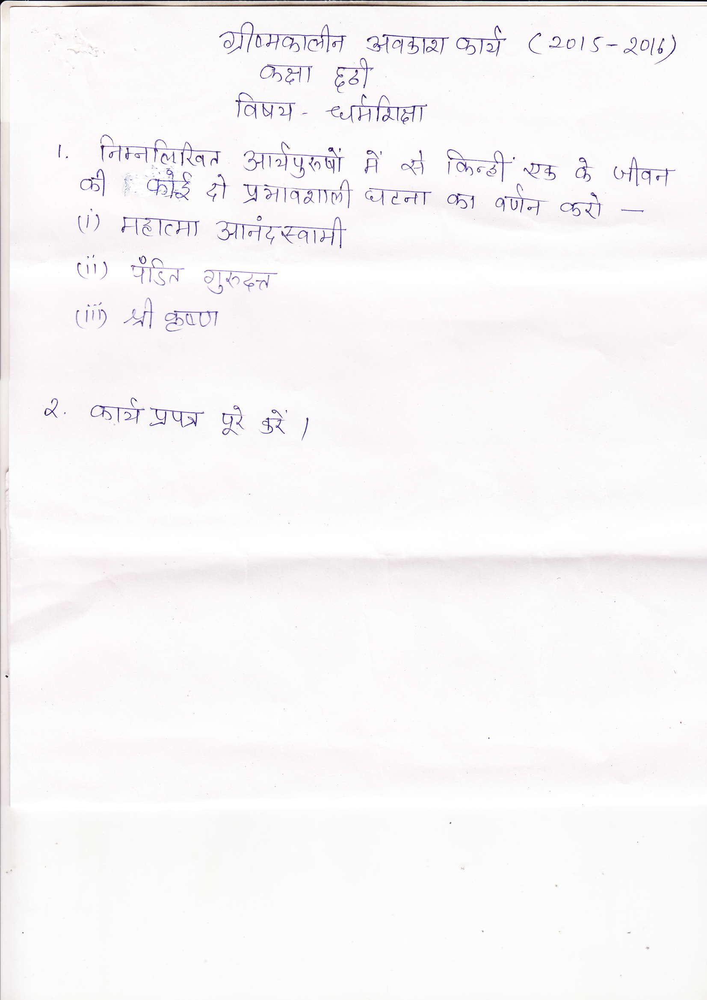 ग्रीष्मकालीन अवकाश कार्य (2015-2016)
कक्षा छठी
विषय - धर्मशिक्षा
1. निम्नलिखित आर्यपुरुषों में से किन्हीं एक के जीवन
की कोई दो प्रभावशाली घटना का वर्णन करो –
(i) महात्मा आनंदस्वामी
(ii) पंडित गुरुदत्त
(iii) श्री कृष्ण
2. कार्य प्रपत्र पूरे करें।